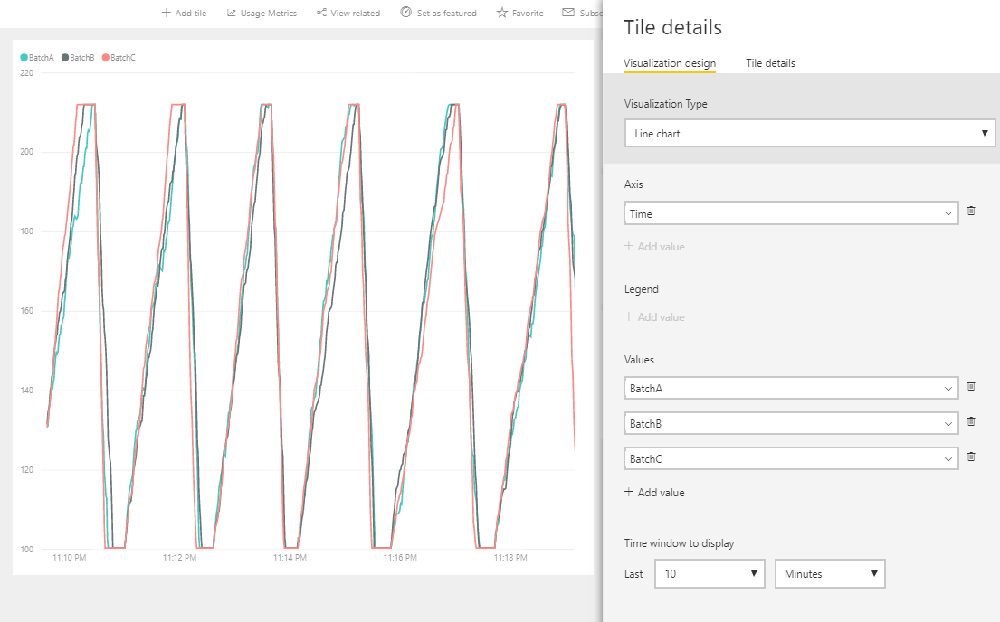 + Add tile Usage Metrics View related Set as featured Favorite Subsc
BatchA BatchB BatchC
220
200
180
160
140
120
100
11:10 PM 11:12 PM 11:14 PM 11:16 PM 11:18 PM
Tile details
Visualization design Tile details
Visualization Type
Line chart
Axis
Time
+ Add value
Legend
+ Add value
Values
BatchA
BatchB
BatchC
+ Add value
Time window to display
Last 10 Minutes